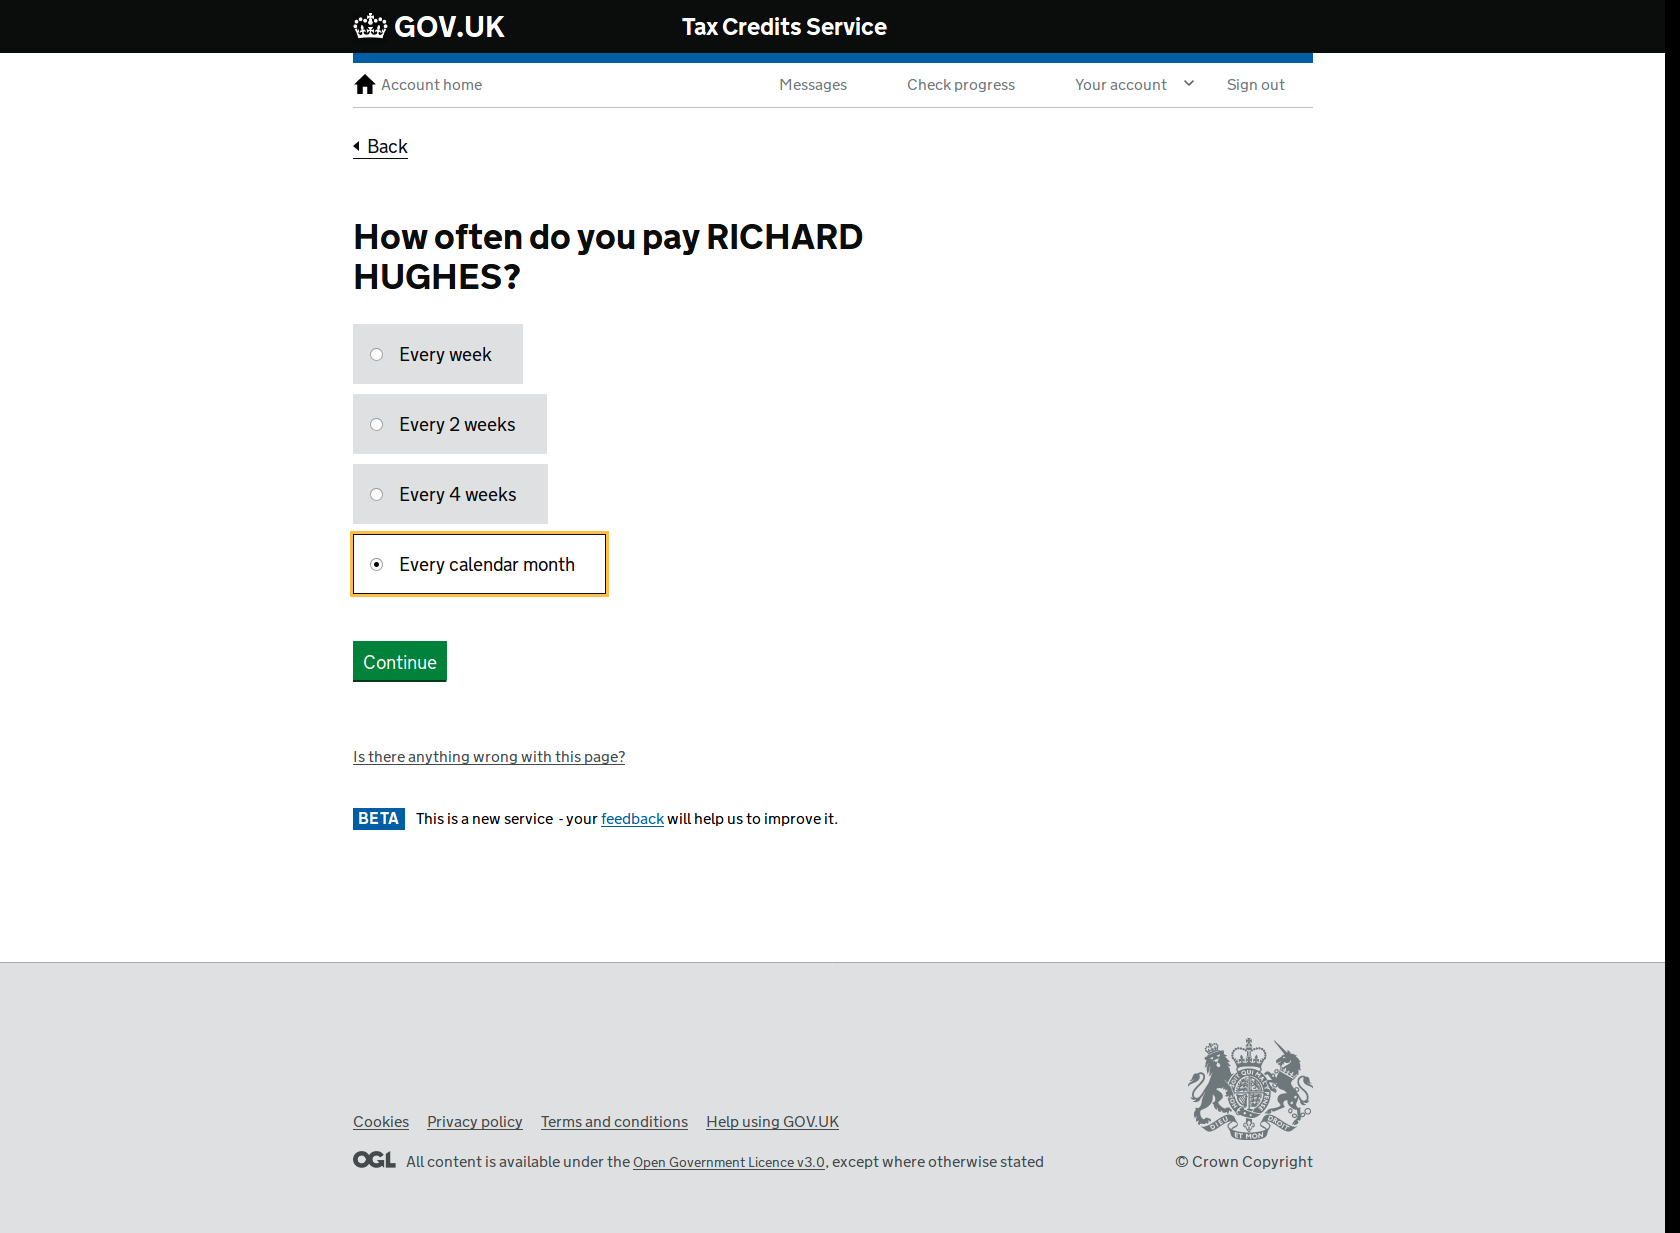 GOV.UK
Tax Credits Service
Account home
Messages
Check progress
Your account
Sign out
Back
How often do you pay RICHARD
HUGHES?
Every week
Every 2 weeks
Every 4 weeks
Every calendar month
Continue
Is there anything wrong with this page?
BETA This is a new service - your feedback will help us to improve it.
Cookies Privacy policy Terms and conditions Help using GOV.UK
OGL All content is available under the Open Government Licence v3.0, except where otherwise stated
DIEU ET MON DROIT
© Crown Copyright